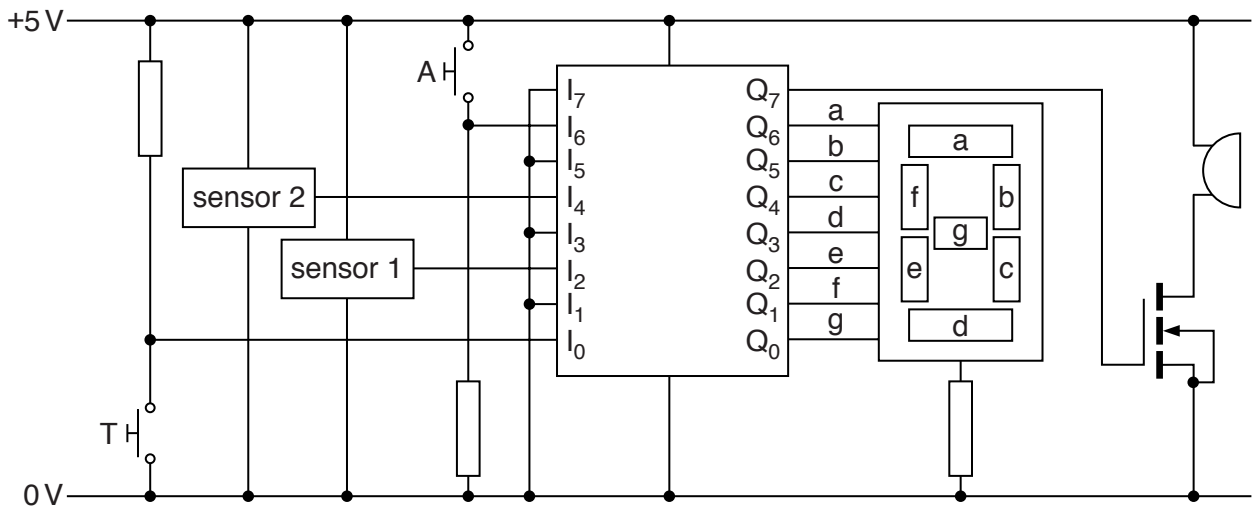 +5 V
A
T
sensor 2
sensor 1
I7
I6
I5
I4
I3
I2
I1
I0
Q7
Q6
Q5
Q4
Q3
Q2
Q1
Q0
a
b
c
d
e
f
g
a
f
b
g
e
c
d
0 V